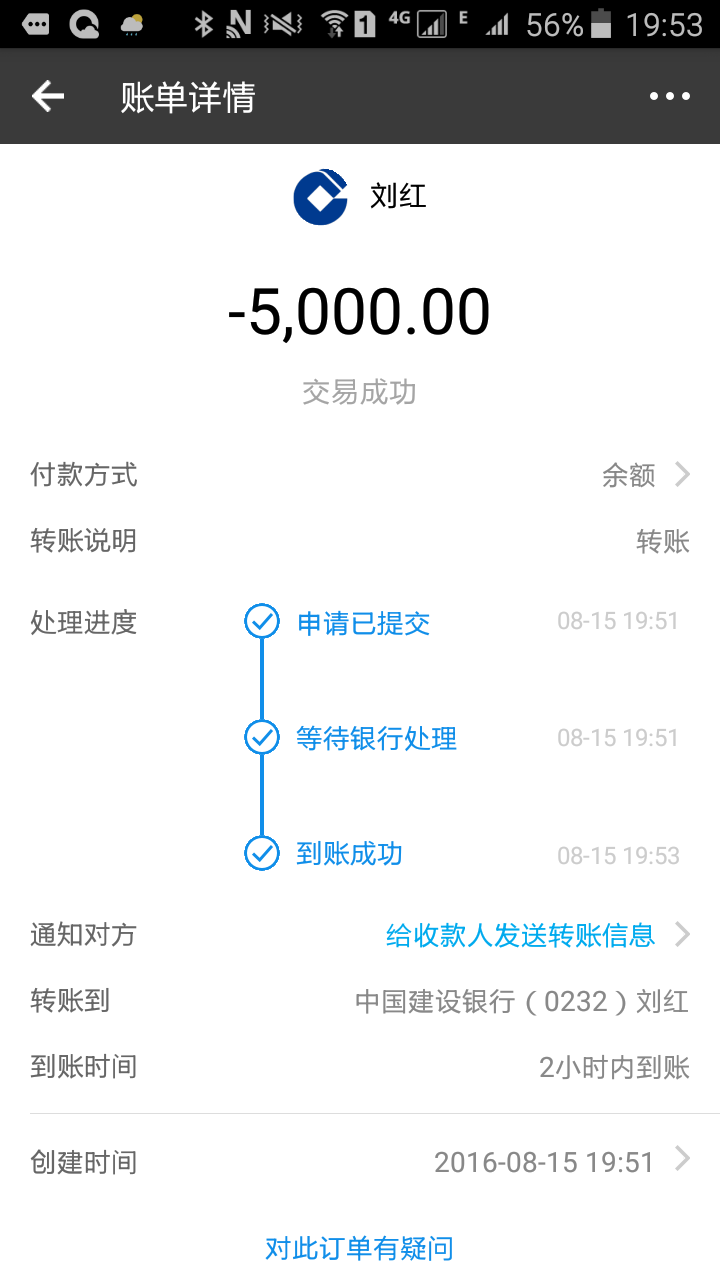 4G E 56% 19:53
1
账单详情
刘红
-5,000.00
交易成功
付款方式 余额
转账说明 转账
处理进度 申请已提交 08-15 19:51
等待银行处理 08-15 19:51
到账成功 08-15 19:53
通知对方 给收款人发送转账信息
转账到 中国建设银行（0232）刘红
到账时间 2小时内到账
创建时间 2016-08-15 19:51
对此订单有疑问